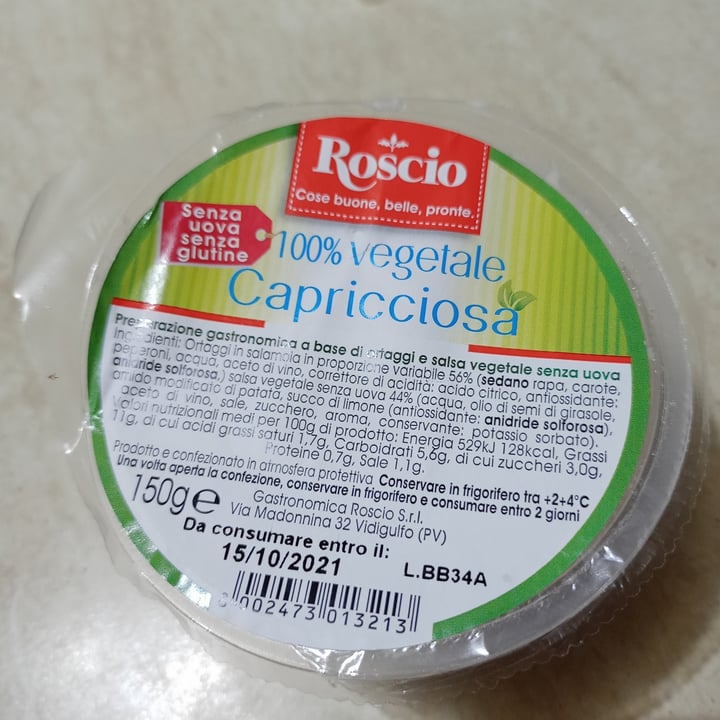 Roscio
Cose buone, belle, pronte.
Senza
uova
senza
glutine
100% vegetale
Capricciosa
Preparazione gastronomica a base di ortaggi e salsa vegetale senza uova
Ingredienti: Ortaggi in salamoia in proporzione variabile 56% (sedano rapa, carote,
peperoni, acqua, aceto di vino, correttore di acidità: acido citrico, antiossidante:
anidride solforosa,) salsa vegetale senza uova 44% (acqua, olio di semi di girasole,
amido modificato di patata, succo di limone (antiossidante: anidride solforosa),
aceto di vino, sale, zucchero, aroma, conservante: potassio sorbato).
Valori nutrizionali medi per 100g di prodotto: Energia 529kJ 128kcal, Grassi
11g, di cui acidi grassi saturi 1,7g, Carboidrati 5,6g, di cui zuccheri 3,0g,
Proteine 0,7g, Sale 1,1g.
Prodotto e confezionato in atmosfera protettiva Conservare in frigorifero tra +2+4°C
Una volta aperta la confezione, conservare in frigorifero e consumare entro 2 giorni
150g e
Gastronomica Roscio S.r.l.
Via Madonnina 32 Vidigulfo (PV)
Da consumare entro il:
15/10/2021 L.BB34A
8 002473 013213